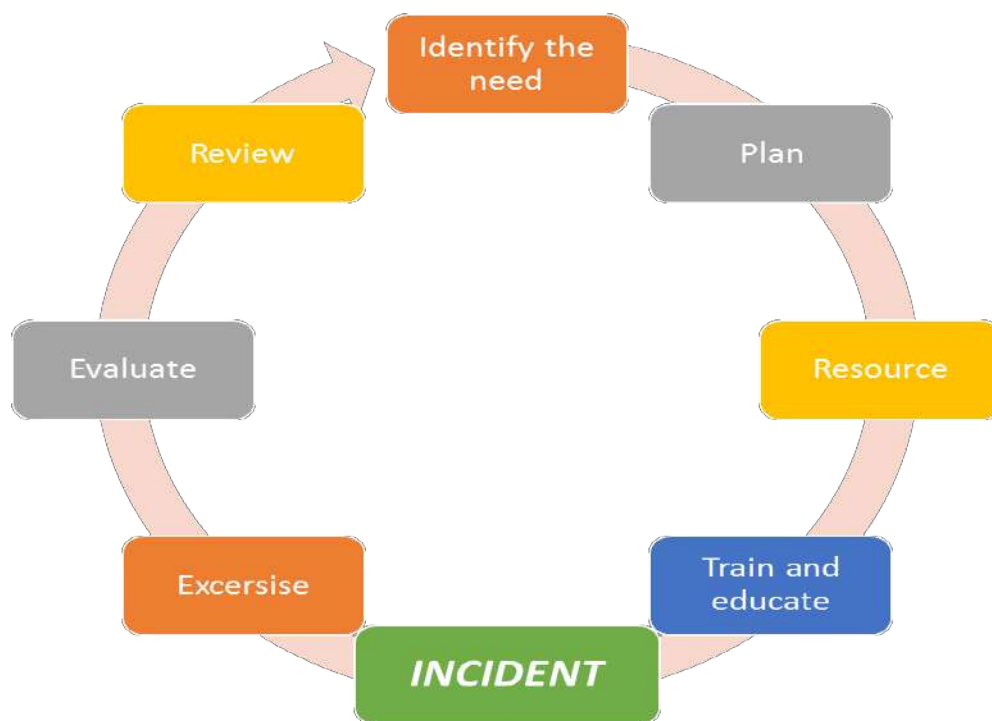 Identify the
need
Plan
Resource
Train and
educate
INCIDENT
Excersise
Evaluate
Review